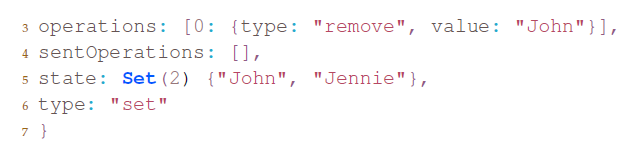 3 operations: [0: {type: "remove", value: "John"}],
4 sentOperations: [],
5 state: Set(2) {"John", "Jennie"},
6 type: "set"
7 }